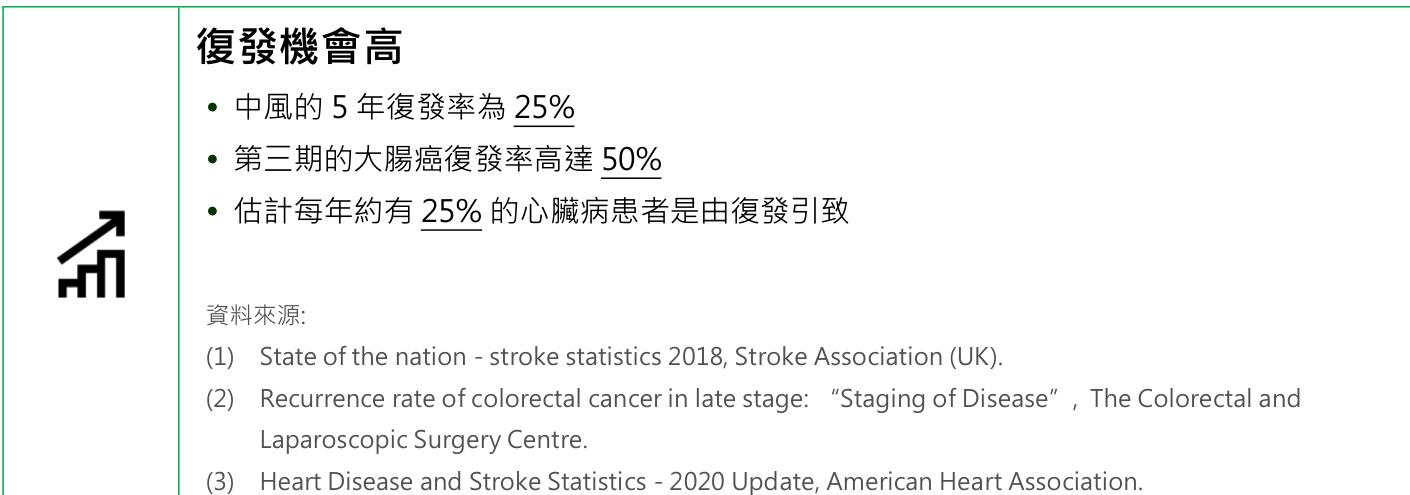 復發機會高
• 中風的 5 年復發率為 25%
• 第三期的大腸癌復發率高達 50%
• 估計每年約有 25% 的心臟病患者是由復發引致
資料來源:
(1) State of the nation - stroke statistics 2018, Stroke Association (UK).
(2) Recurrence rate of colorectal cancer in late stage: “Staging of Disease”, The Colorectal and
Laparoscopic Surgery Centre.
(3) Heart Disease and Stroke Statistics - 2020 Update, American Heart Association.